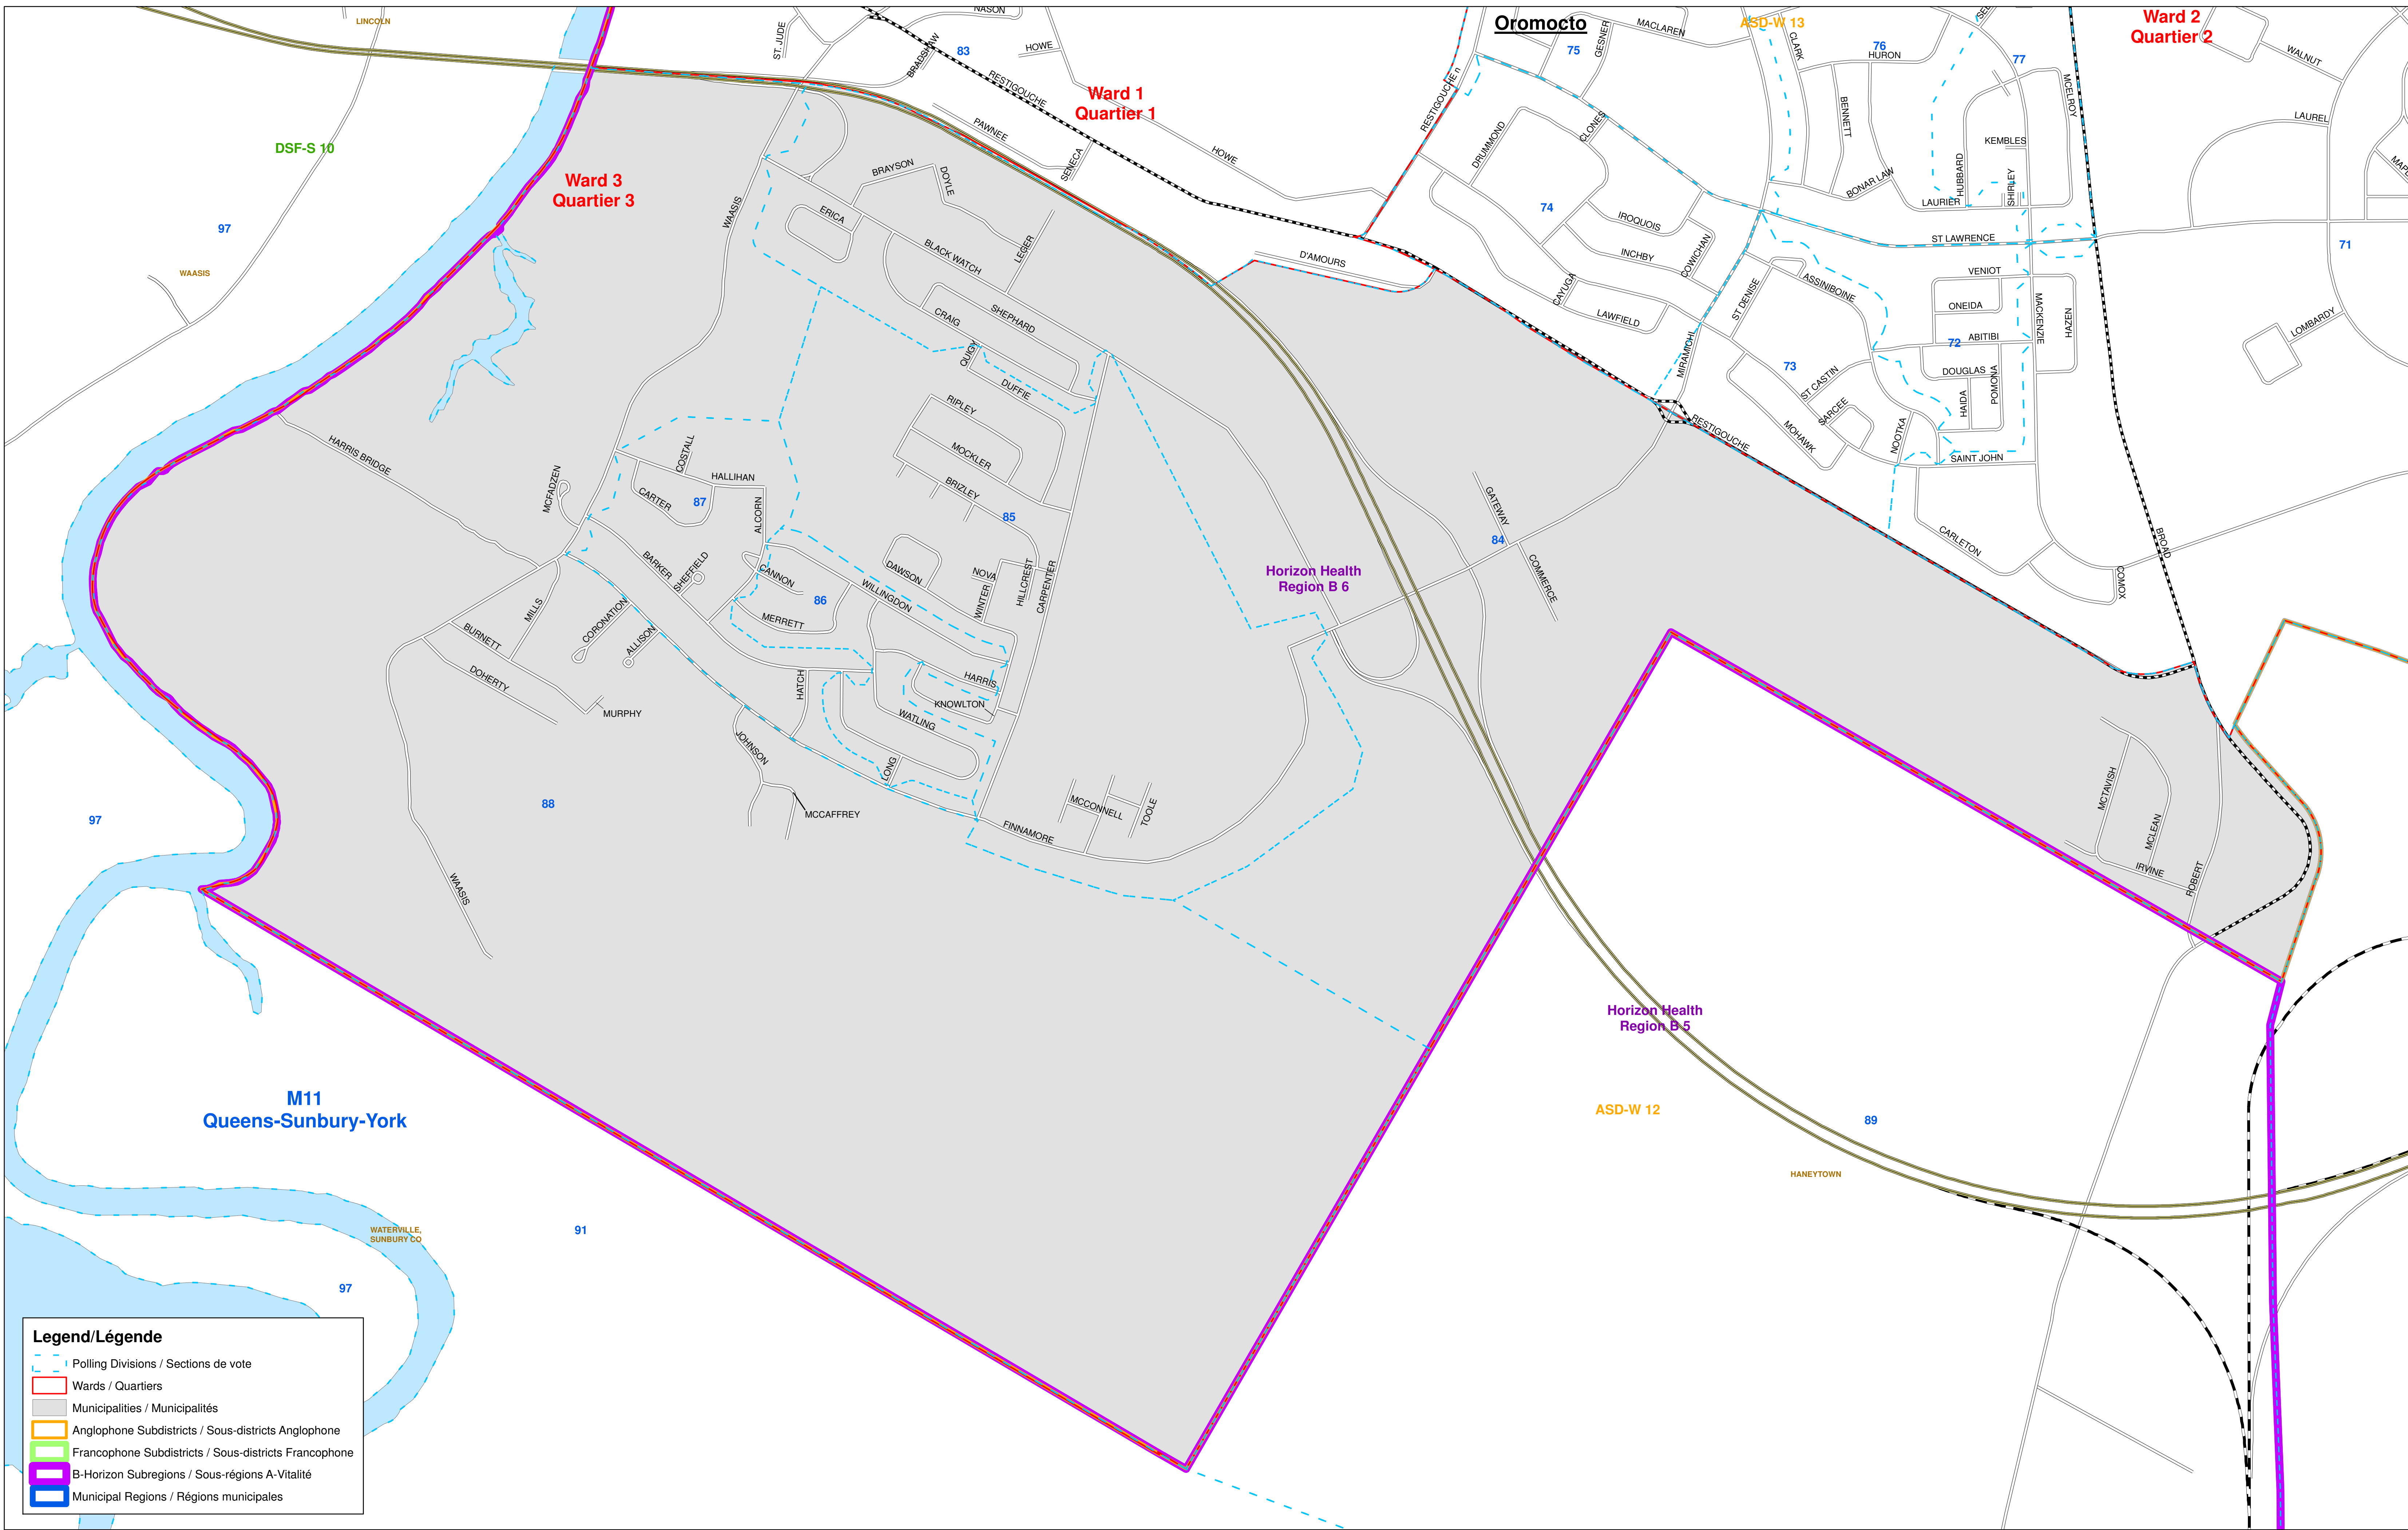 LINCOLN
ST. JUDE
NASON
83
HOWE
BRADSHAW
RESTIGOUCHE
Oromocto
MACLAREN
ASD-W 13
75
GESNER
CLARK
76
HURON
77
Ward 2
Quartier 2
WALNUT
Ward 1
Quartier 1
PAWNEE
SENECA
HOWE
RESTIGOUCHE
DRUMMOND
CLONES
BENNETT
MCELROY
LAUREL
DSF-S 10
Ward 3
Quartier 3
BRAYSON
DOYLE
KEMBLES
HUBBARD
SHIRLEY
BONAR LAW
LAURIER
97
WAASIS
WAASIS
ERICA
BLACK WATCH
LEGER
74
IROQUOIS
INCHBY
COWICHAN
ST LAWRENCE
71
D'AMOURS
CAYUGA
LAWFIELD
ST DENISE
ASSINIBOINE
VENIOT
ONEIDA
MACKENZIE
HAZEN
LOMBARDY
SHEPHARD
CRAIG
QUIGY
DUFFIE
MIRAMICHI
73
72
ABITIBI
DOUGLAS
POMONA
HAIDA
ST CASTIN
SARCEE
NOOTKA
MOHAWK
SAINT JOHN
RESTIGOUCHE
RIPLEY
MOCKLER
BRIZLEY
85
HARRIS BRIDGE
MCFADZEN
COSTALL
HALLIHAN
CARTER
87
ALCORN
GATEWAY
84
COMMERCE
CARLETON
BROAD
COMOX
BARKER
SHEFFIELD
CANNON
DAWSON
NOVA
WINTER
HILLCREST
CARPENTER
Horizon Health
Region B 6
86
WILLINGDON
MERRETT
MILLS
CORONATION
ALLISON
BURNETT
DOHERTY
MURPHY
HATCH
HARRIS
KNOWLTON
WATLING
JOHNSON
LONG
MCCAFFREY
MCCONNELL
TOOLE
FINNAMORE
MCTAVISH
MCLEAN
IRVINE
ROBERT
97
88
WAASIS
Horizon Health
Region B 5
M11
Queens-Sunbury-York
ASD-W 12
89
HANEYTOWN
WATERVILLE,
SUNBURY CO
91
97
Legend/Légende
Polling Divisions / Sections de vote
Wards / Quartiers
Municipalities / Municipalités
Anglophone Subdistricts / Sous-districts Anglophone
Francophone Subdistricts / Sous-districts Francophone
B-Horizon Subregions / Sous-régions A-Vitalité
Municipal Regions / Régions municipales